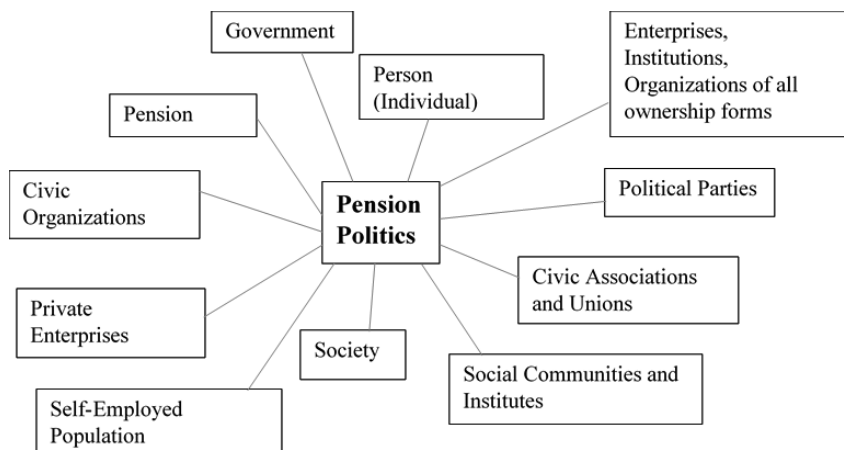 Government
Person
(Individual)
Enterprises,
Institutions,
Organizations of all
ownership forms
Pension
Civic
Organizations
Pension
Politics
Political Parties
Private
Enterprises
Society
Civic Associations
and Unions
Self-Employed
Population
Social Communities and
Institutes